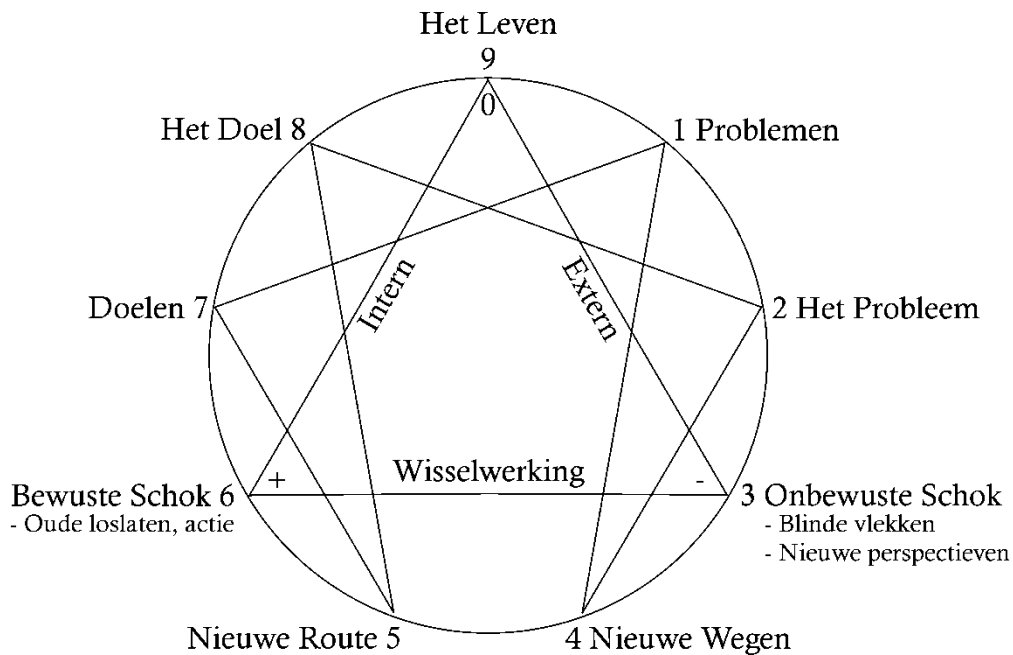 Het Leven
9
0
Het Doel 8
1 Problemen
Intern
Extern
Doelen 7
2 Het Probleem
Wisselwerking
+
-
Bewuste Schok 6
- Oude loslaten, actie
3 Onbewuste Schok
- Blinde vlekken
- Nieuwe perspectieven
Nieuwe Route 5
4 Nieuwe Wegen